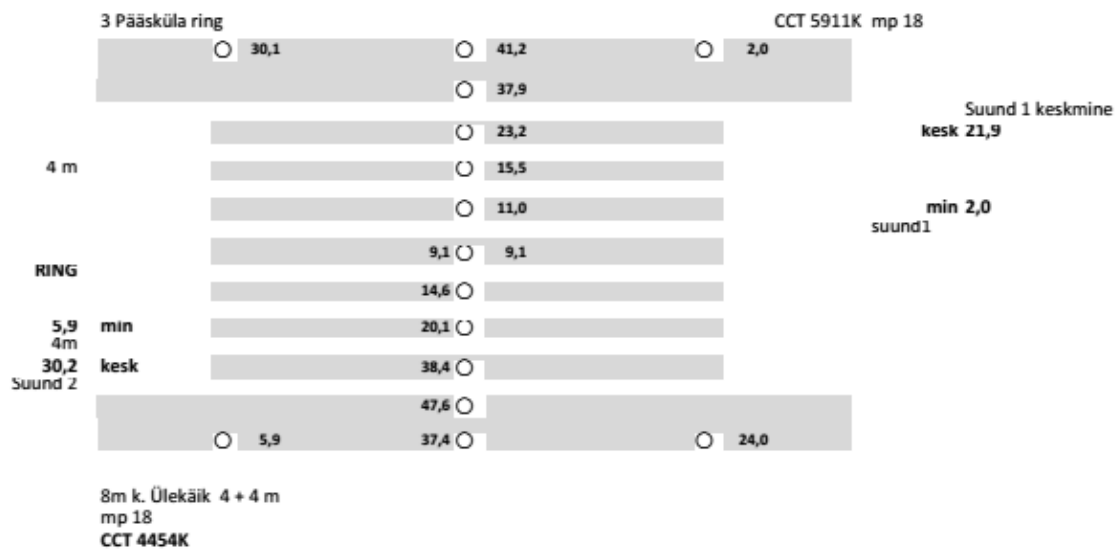 3 Pääsküla ring CCT 5911K mp 18
30,1 41,2 2,0
37,9
Suund 1 keskmine
23,2 kesk 21,9
4 m 15,5
11,0 min 2,0
suund1
9,1 9,1
RING
14,6
5,9 min 20,1
4m
30,2 kesk 38,4
Suund 2
47,6
5,9 37,4 24,0
8m k. Ülekäik 4 + 4 m
mp 18
CCT 4454K